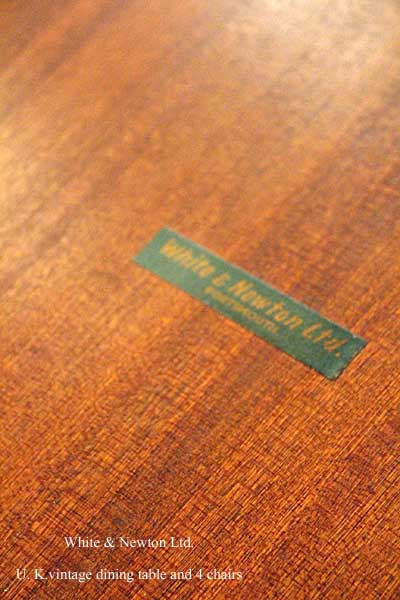 White & Newton Ltd.
PORTSMOUTH.
White & Newton Ltd.
U. K.vintage dining table and 4 chairs